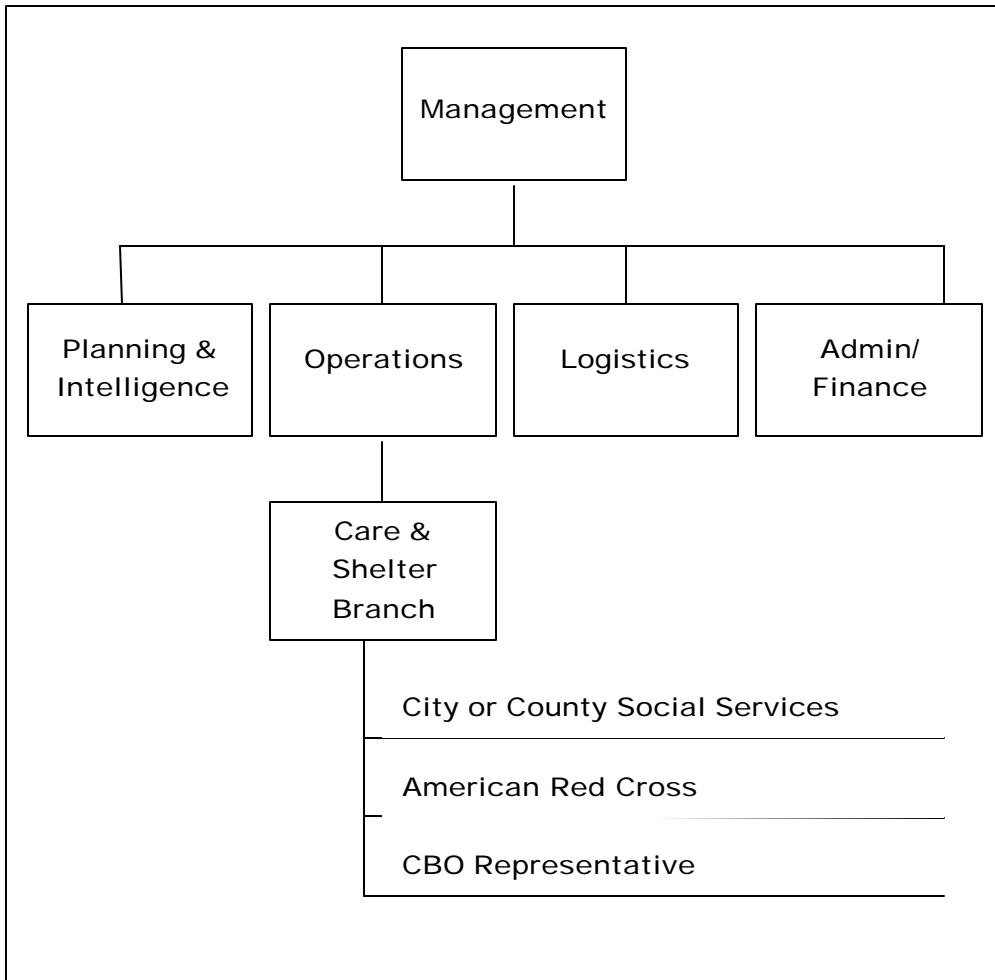 Management
Planning &
Intelligence
Operations
Logistics
Admin/
Finance
Care &
Shelter
Branch
City or County Social Services
American Red Cross
CBO Representative